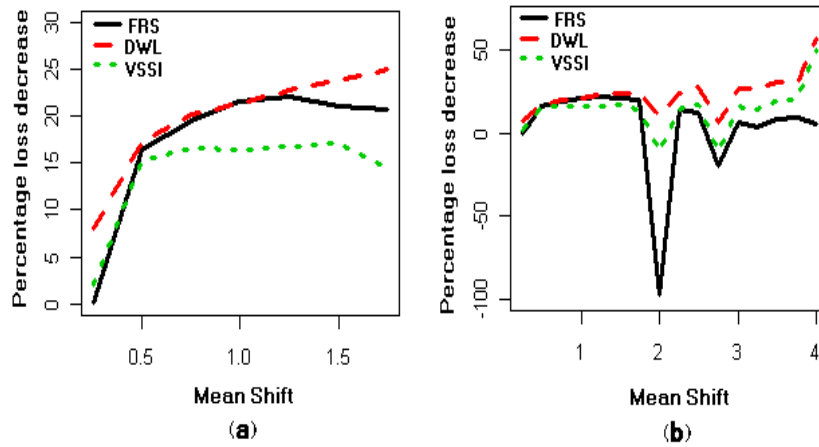 Percentage loss decrease
30
25
20
15
10
5
0
FRS
DWL
VSSI
0.5 1.0 1.5
Mean Shift
(a)
Percentage loss decrease
50
0
-50
-100
FRS
DWL
VSSI
1 2 3 4
Mean Shift
(b)